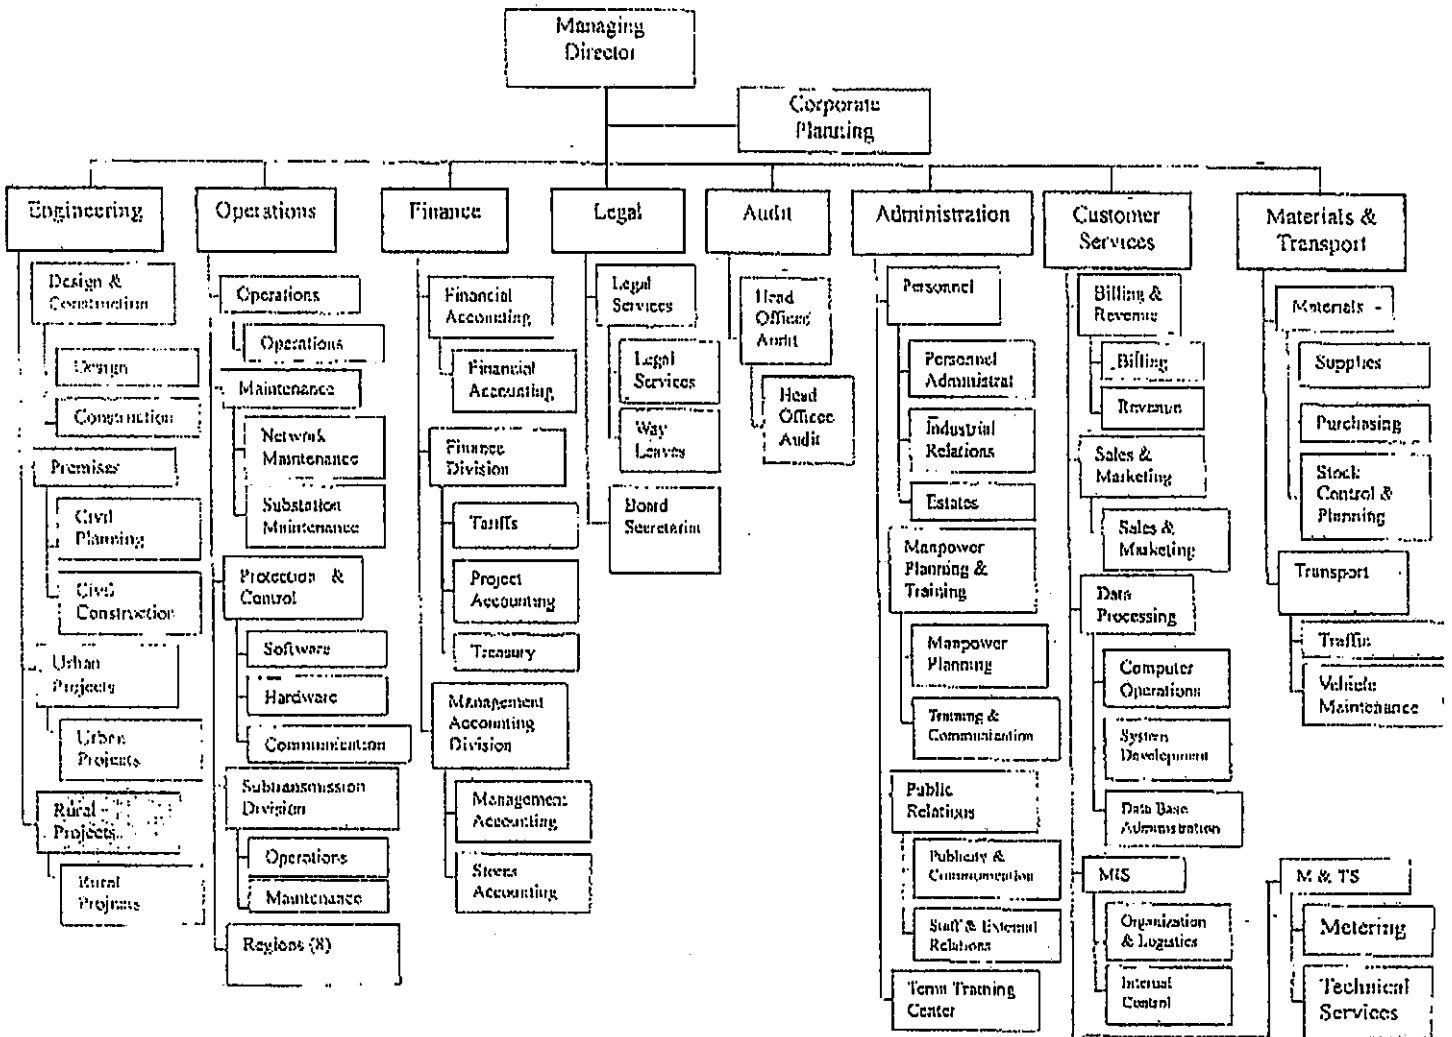 Managing
Director
Corporate
Planning
Engineering
Operations
Finance
Legal
Audit
Administration
Customer
Services
Materials &
Transport
Design &
Construction
Design
Construction
Premises
Civil
Planning
Civil
Construction
Urban
Projects
Urban
Projects
Rural
Projects
Rural
Projects
Operations
Operations
Maintenance
Network
Maintenance
Substation
Maintenance
Protection &
Control
Software
Hardware
Communication
Subtransmission
Division
Operations
Maintenance
Regions (8)
Financial
Accounting
Financial
Accounting
Finance
Division
Tariffs
Project
Accounting
Treasury
Management
Accounting
Division
Management
Accounting
Stores
Accounting
Legal
Services
Legal
Services
Way
Leaves
Board
Secretariat
Head
Office
Audit
Head
Office
Audit
Personnel
Personnel
Administrat
Industrial
Relations
Estates
Manpower
Planning &
Training
Manpower
Planning
Training &
Communication
Public
Relations
Publicity &
Communication
Staff & External
Relations
Training
Center
Billing &
Revenue
Billing
Revenue
Sales &
Marketing
Sales &
Marketing
Data
Processing
Computer
Operations
System
Development
Data Base
Administration
MIS
Organization
& Logistics
Internal
Control
Materials -
Supplies
Purchasing
Stock
Control &
Planning
Transport
Traffic
Vehicle
Maintenance
M & TS
Metering
Technical
Services